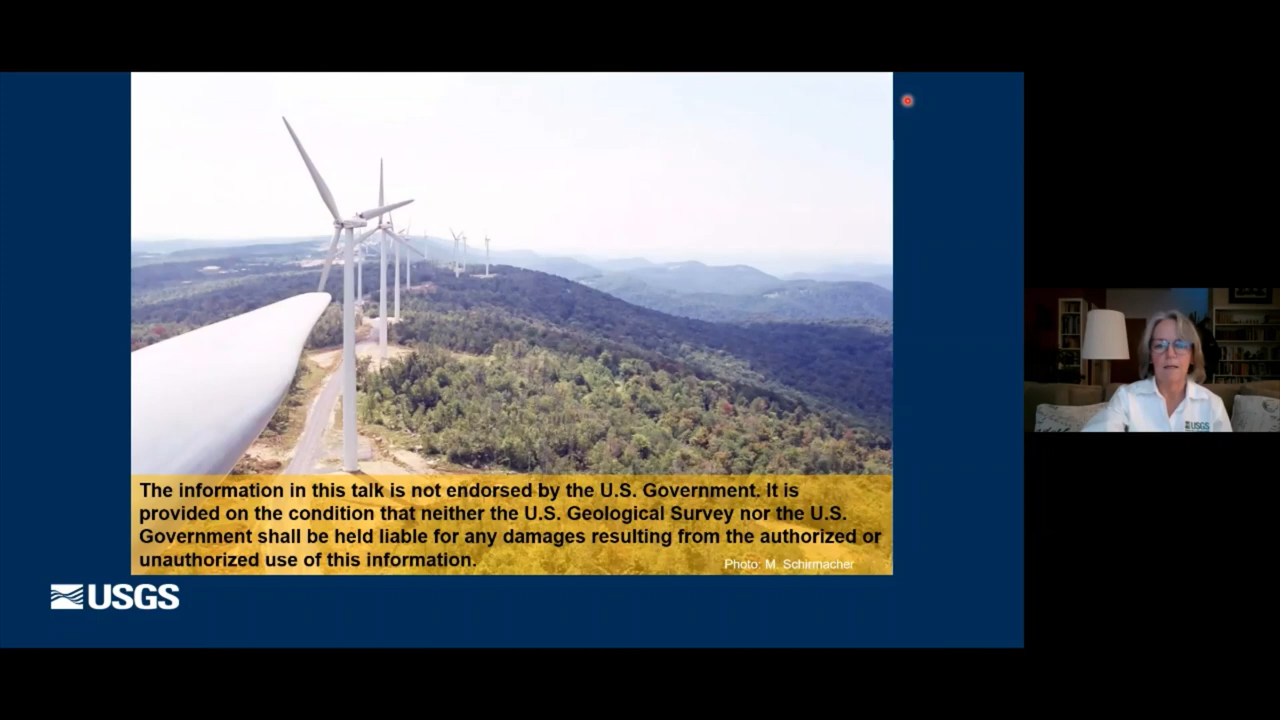 The information in this talk is not endorsed by the U.S. Government. It is
provided on the condition that neither the U.S. Geological Survey nor the U.S.
Government shall be held liable for any damages resulting from the authorized or
unauthorized use of this information.
Photo: M. Schirmacher
USGS
USGS